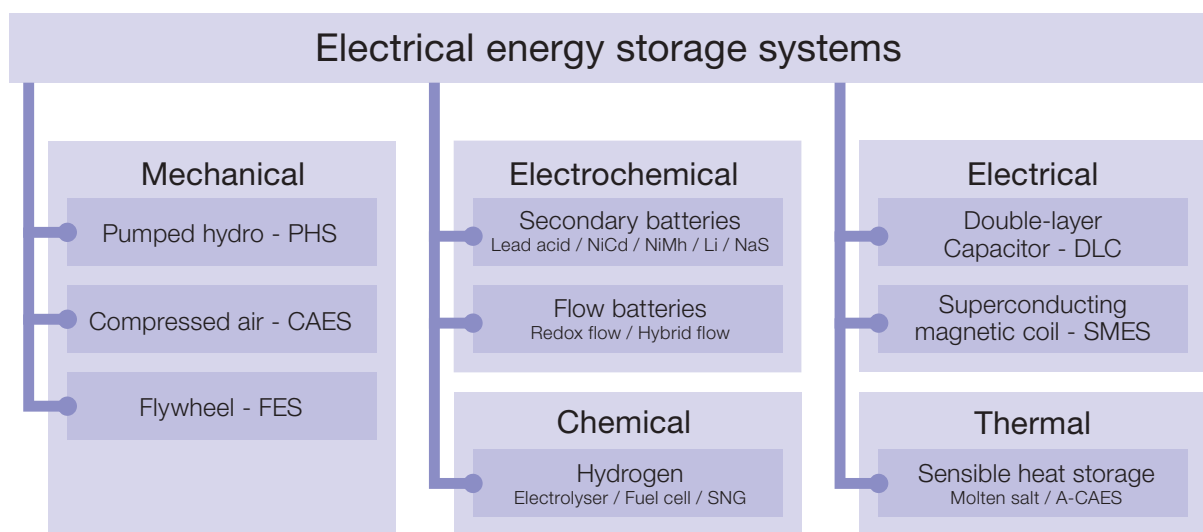 Electrical energy storage systems
Mechanical
Pumped hydro - PHS
Compressed air - CAES
Flywheel - FES
Electrochemical
Secondary batteries
Lead acid / NiCd / NiMh / Li / NaS
Flow batteries
Redox flow / Hybrid flow
Chemical
Hydrogen
Electrolyser / Fuel cell / SNG
Electrical
Double-layer
Capacitor - DLC
Superconducting
magnetic coil - SMES
Thermal
Sensible heat storage
Molten salt / A-CAES